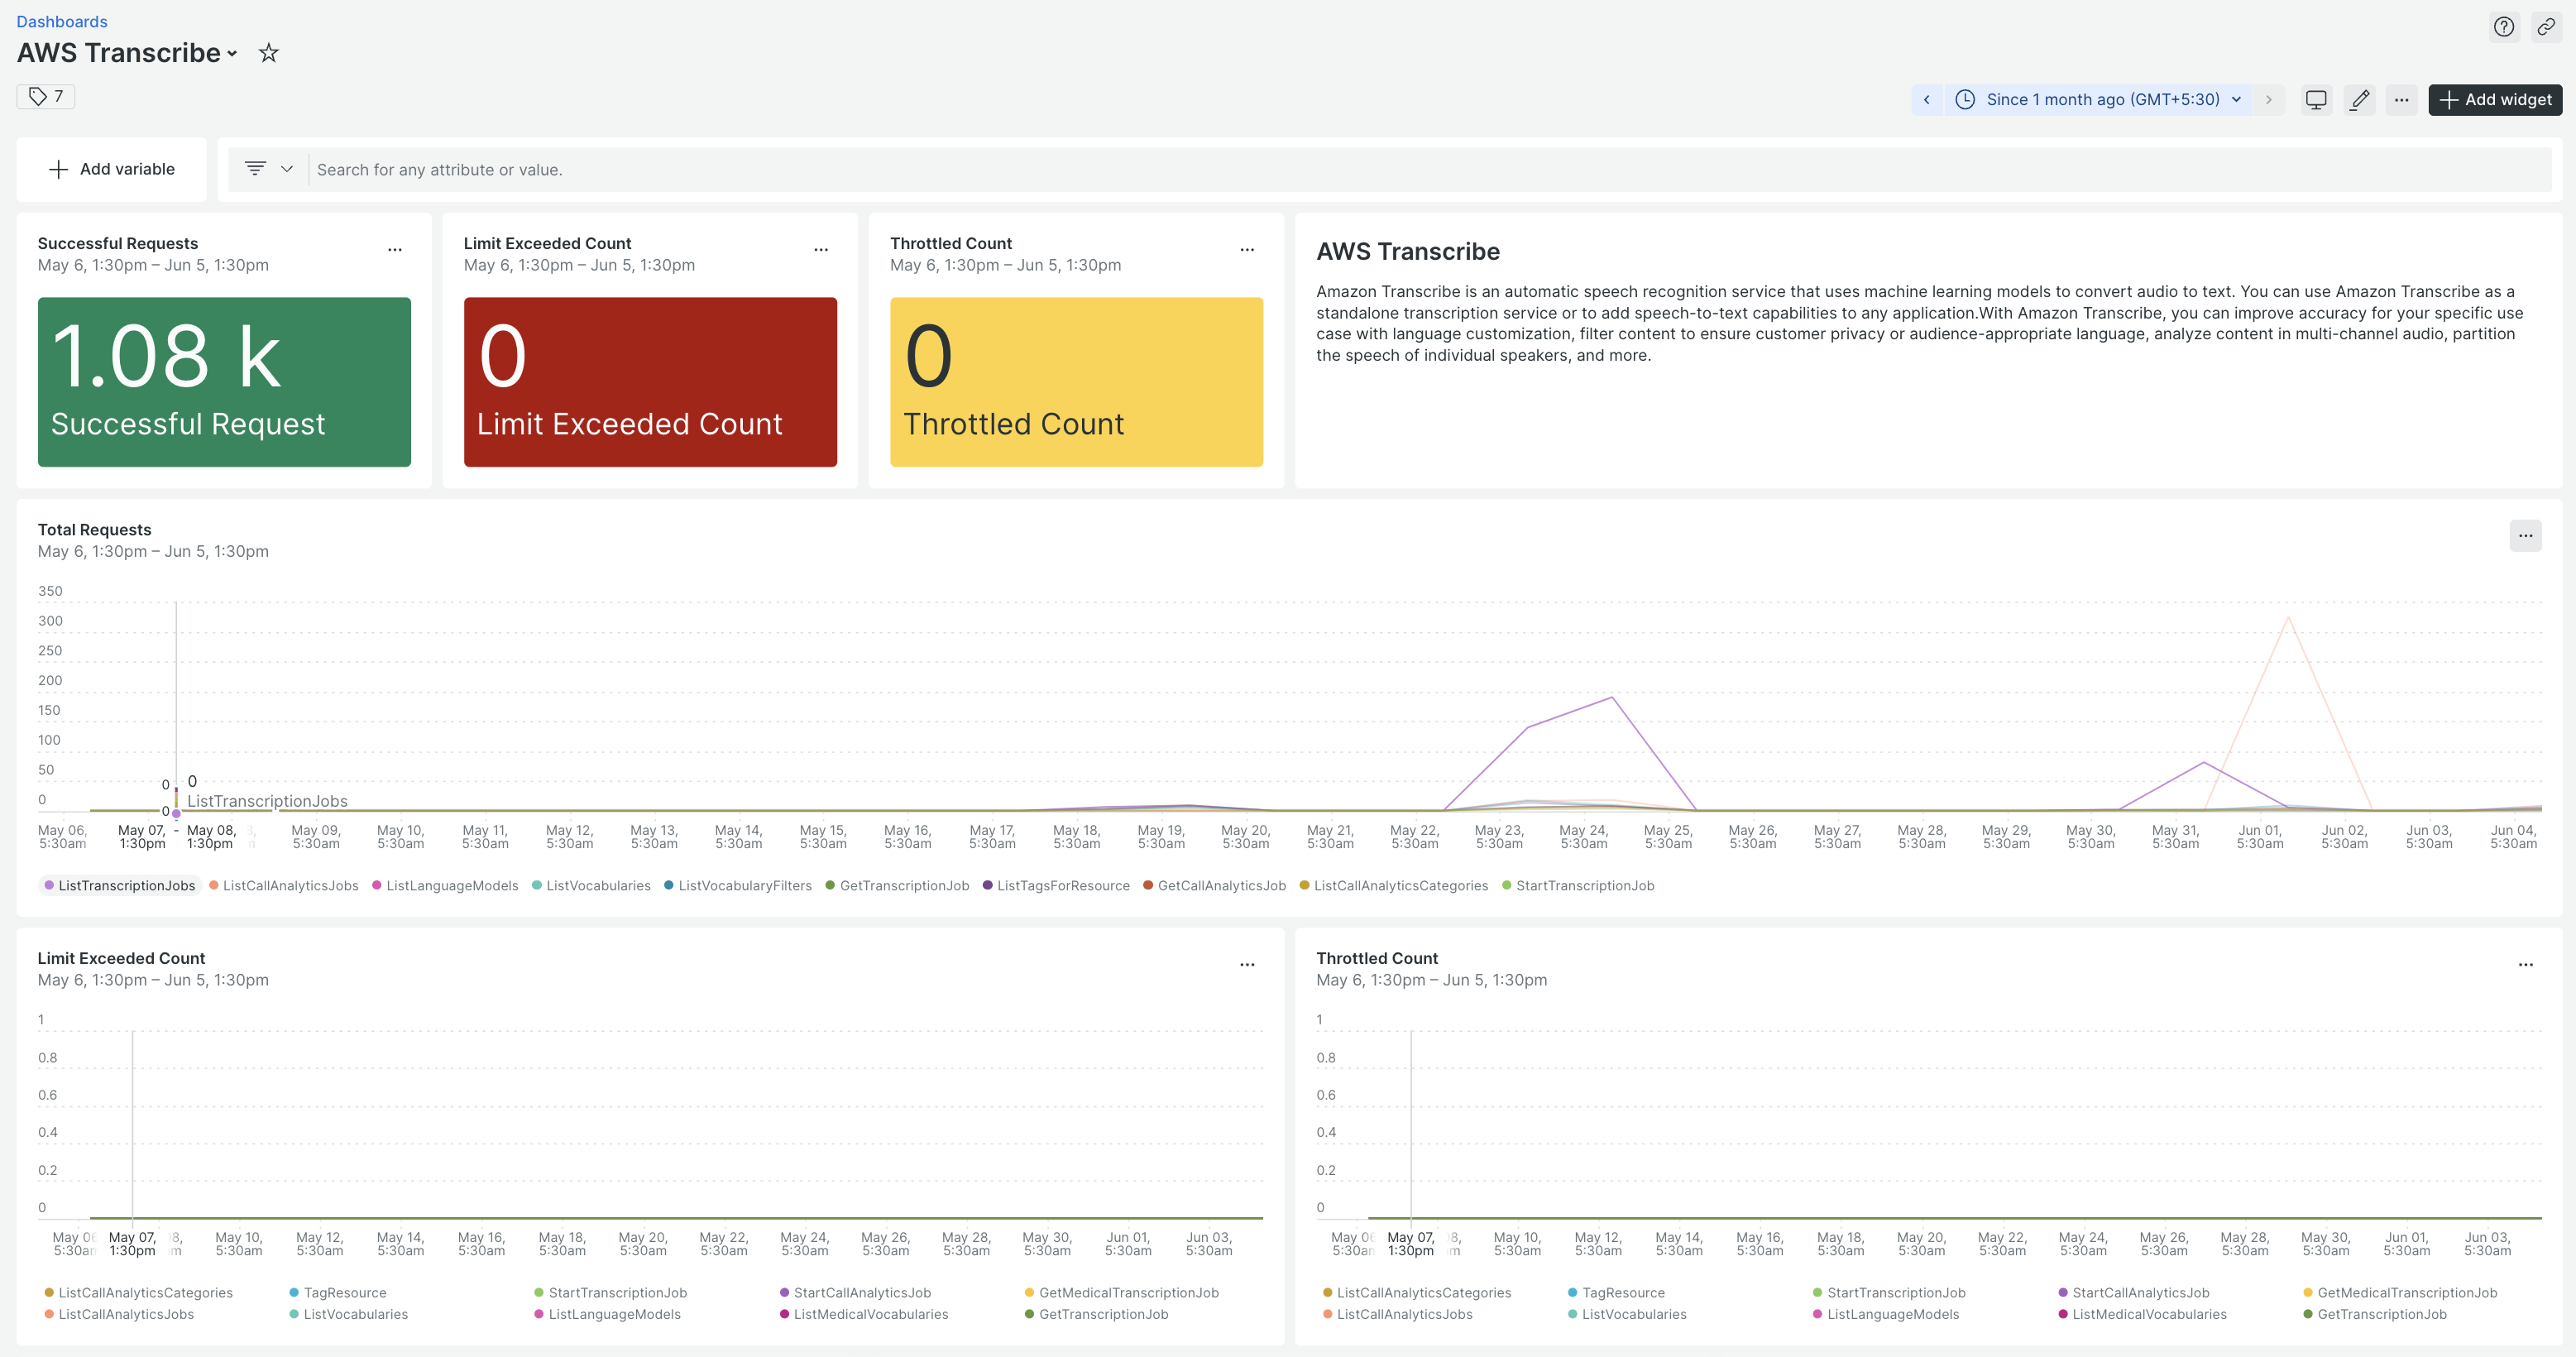 Dashboards
AWS Transcribe
7
Since 1 month ago (GMT+5:30)
Add widget
Add variable
Search for any attribute or value.
Successful Requests
May 6, 1:30pm – Jun 5, 1:30pm
1.08 k
Successful Request
Limit Exceeded Count
May 6, 1:30pm – Jun 5, 1:30pm
0
Limit Exceeded Count
Throttled Count
May 6, 1:30pm – Jun 5, 1:30pm
0
Throttled Count
AWS Transcribe
Amazon Transcribe is an automatic speech recognition service that uses machine learning models to convert audio to text. You can use Amazon Transcribe as a
standalone transcription service or to add speech-to-text capabilities to any application.With Amazon Transcribe, you can improve accuracy for your specific use
case with language customization, filter content to ensure customer privacy or audience-appropriate language, analyze content in multi-channel audio, partition
the speech of individual speakers, and more.
Total Requests
May 6, 1:30pm – Jun 5, 1:30pm
350
300
250
200
150
100
50
0
0 0
0 ListTranscriptionJobs
May 06, May 07, - May 08, May 09, May 10, May 11, May 12, May 13, May 14, May 15, May 16, May 17, May 18, May 19, May 20, May 21, May 22, May 23, May 24, May 25, May 26, May 27, May 28, May 29, May 30, May 31, Jun 01, Jun 02, Jun 03, Jun 04,
5:30am 1:30pm 1:30pm 5:30am 5:30am 5:30am 5:30am 5:30am 5:30am 5:30am 5:30am 5:30am 5:30am 5:30am 5:30am 5:30am 5:30am 5:30am 5:30am 5:30am 5:30am 5:30am 5:30am 5:30am 5:30am 5:30am 5:30am 5:30am 5:30am 5:30am
ListTranscriptionJobs ListCallAnalyticsJobs ListLanguageModels ListVocabularies ListVocabularyFilters GetTranscriptionJob ListTagsForResource GetCallAnalyticsJob ListCallAnalyticsCategories StartTranscriptionJob
Limit Exceeded Count
May 6, 1:30pm – Jun 5, 1:30pm
1
0.8
0.6
0.4
0.2
0
May 07, May 10, May 12, May 14, May 16, May 18, May 20, May 22, May 24, May 26, May 28, May 30, Jun 01, Jun 03,
1:30pm 5:30am 5:30am 5:30am 5:30am 5:30am 5:30am 5:30am 5:30am 5:30am 5:30am 5:30am 5:30am 5:30am
ListCallAnalyticsCategories TagResource StartTranscriptionJob StartCallAnalyticsJob GetMedicalTranscriptionJob
ListCallAnalyticsJobs ListVocabularies ListLanguageModels ListMedicalVocabularies GetTranscriptionJob
Throttled Count
May 6, 1:30pm – Jun 5, 1:30pm
1
0.8
0.6
0.4
0.2
0
May 07, May 10, May 12, May 14, May 16, May 18, May 20, May 22, May 24, May 26, May 28, May 30, Jun 01, Jun 03,
1:30pm 5:30am 5:30am 5:30am 5:30am 5:30am 5:30am 5:30am 5:30am 5:30am 5:30am 5:30am 5:30am 5:30am
ListCallAnalyticsCategories TagResource StartTranscriptionJob StartCallAnalyticsJob GetMedicalTranscriptionJob
ListCallAnalyticsJobs ListVocabularies ListLanguageModels ListMedicalVocabularies GetTranscriptionJob